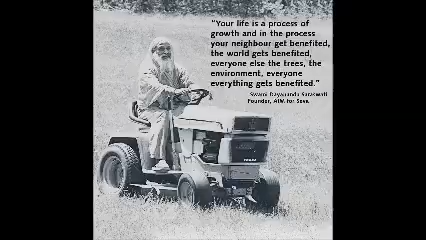 "Your life is a process of
growth and in the process
your neighbour get benefited,
the world gets benefited,
everyone else the trees, the
environment, everyone
everything gets benefited."
Swami Dayananda Saraswati
Founder, AIM for Seva.